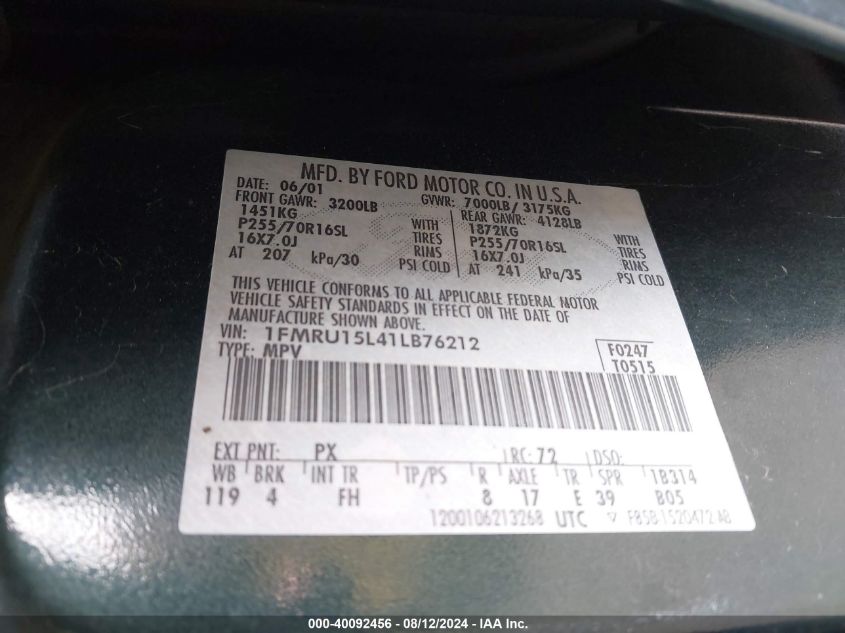 MFD. BY FORD MOTOR CO. IN U.S.A.
DATE: 06/01 GVWR: 7000LB/ 3175KG
FRONT GAWR: 3200LB REAR GAWR: 4128LB
1451KG WITH 1872KG WITH
P255/70R16SL TIRES P255/70R16SL TIRES
16X7.0J RIMS 16X7.0J RIMS
AT 207 kPa/30 PSI COLD AT 241 kPa/35 PSI COLD
THIS VEHICLE CONFORMS TO ALL APPLICABLE FEDERAL MOTOR
VEHICLE SAFETY STANDARDS IN EFFECT ON THE DATE OF
MANUFACTURE SHOWN ABOVE.
VIN: 1FMRU15L41LB76212
TYPE: MPV F0247
T0515
EXT PNT: PX RC: 72 DSO:
WB BRK INT TR TP/PS R AXLE TR SPR 1B314
119 4 FH 8 17 E 39 B05
1200106213268 UTC F85B 1520472 AB
000-40092456 - 08/12/2024 - IAAI Inc.